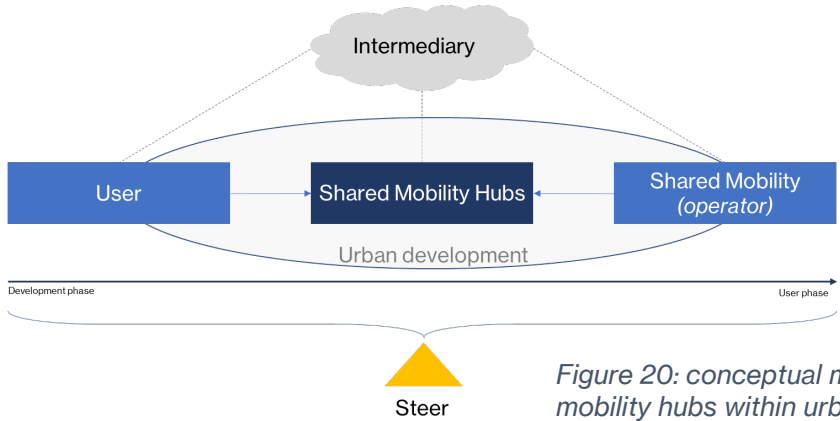 Intermediary
User
Shared Mobility Hubs
Shared Mobility
(operator)
Urban development
Development phase
User phase
Steer
Figure 20: conceptual
mobility hubs within